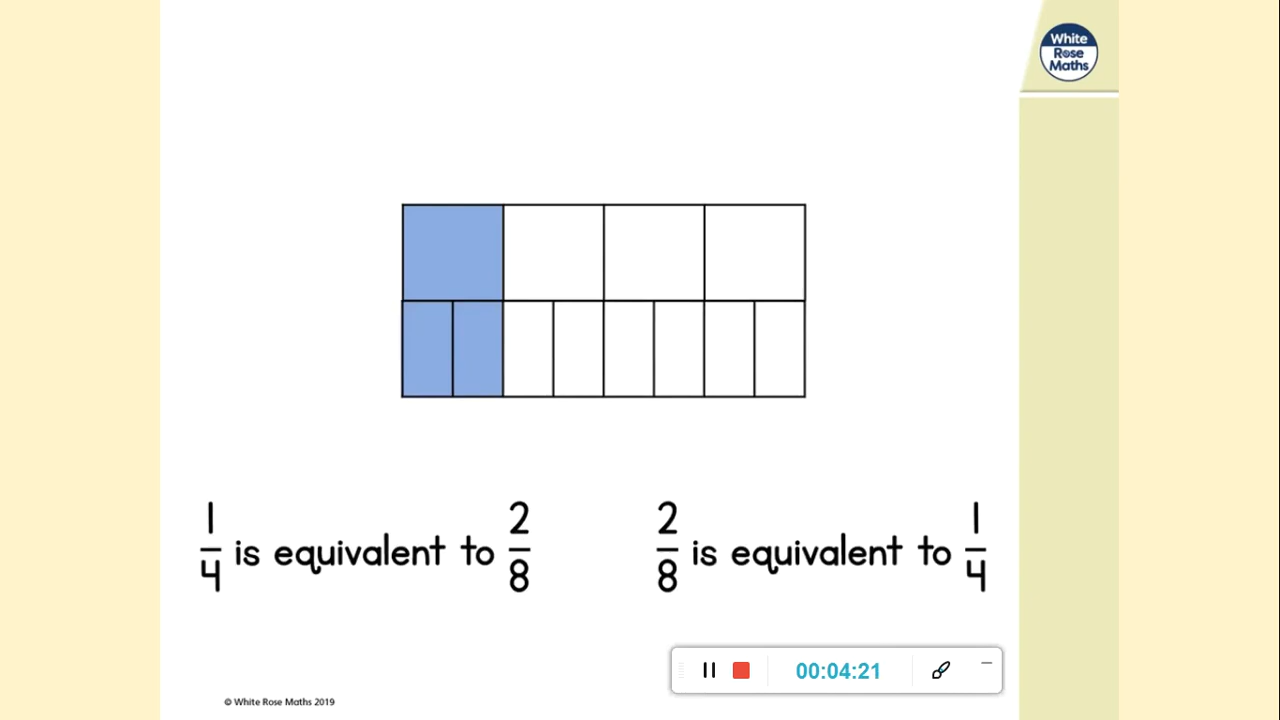 White
Rose
Maths
1/4 is equivalent to 2/8
2/8 is equivalent to 1/4
00:04:21
© White Rose Maths 2019